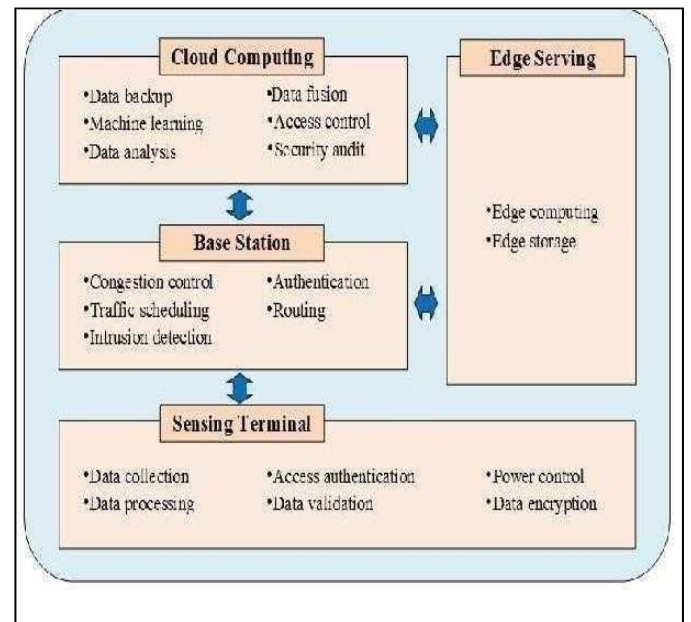 Cloud Computing
•Data backup
•Machine learning
•Data analysis
•Data fusion
•Access control
•Security audit
Edge Serving
•Edge computing
•Edge storage
Base Station
•Congestion control
•Traffic scheduling
•Intrusion detection
•Authentication
•Routing
Sensing Terminal
•Data collection
•Data processing
•Access authentication
•Data validation
•Power control
•Data encryption